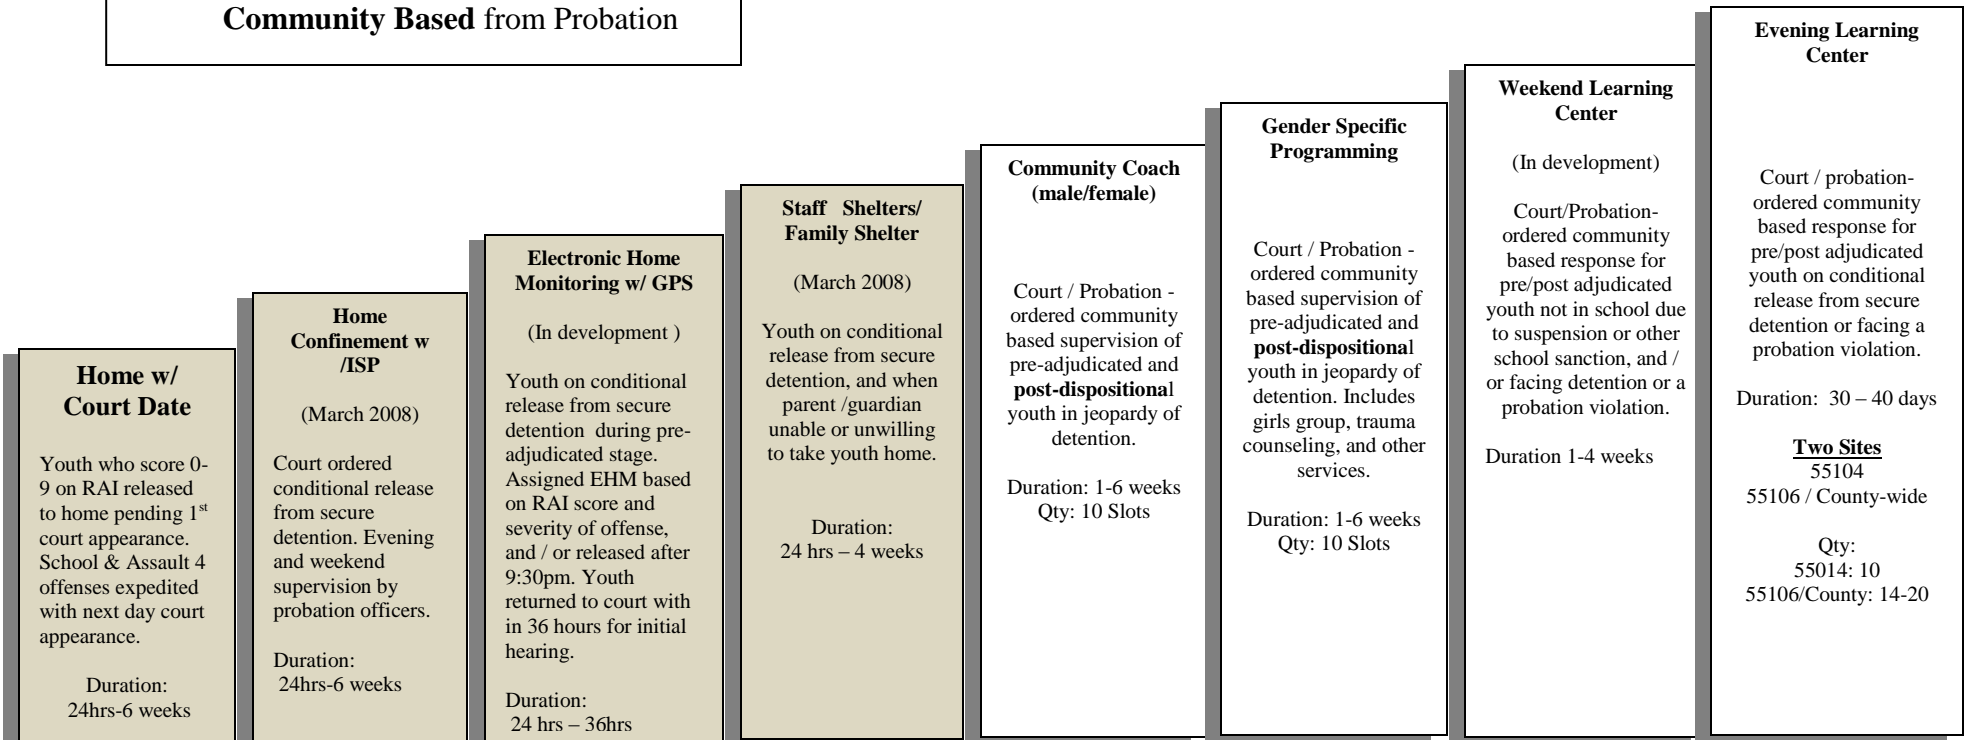 Community Based from Probation
Home w/
Court Date
Youth who score 0-
9 on RAI released
to home pending 1st
court appearance.
School & Assault 4
offenses expedited
with next day court
appearance.
Duration:
24hrs-6 weeks
Home
Confinement w
/ISP
(March 2008)
Court ordered
conditional release
from secure
detention. Evening
and weekend
supervision by
probation officers.
Duration:
24hrs-6 weeks
Electronic Home
Monitoring w/ GPS
(In development )
Youth on conditional
release from secure
detention during pre-
adjudicated stage.
Assigned EHM based
on RAI score and
severity of offense,
and / or released after
9:30pm. Youth
returned to court with
in 36 hours for initial
hearing.
Duration:
24 hrs – 36hrs
Staff Shelters/
Family Shelter
(March 2008)
Youth on conditional
release from secure
detention, and when
parent /guardian
unable or unwilling
to take youth home.
Duration:
24 hrs – 4 weeks
Community Coach
(male/female)
Court / Probation -
ordered community
based supervision of
pre-adjudicated and
post-dispositional
youth in jeopardy of
detention.
Duration: 1-6 weeks
Qty: 10 Slots
Gender Specific
Programming
Court / Probation -
ordered community
based supervision of
pre-adjudicated and
post-dispositional
youth in jeopardy of
detention. Includes
girls group, trauma
counseling, and other
services.
Duration: 1-6 weeks
Qty: 10 Slots
Weekend Learning
Center
(In development)
Court/Probation-
ordered community
based response for
pre/post adjudicated
youth not in school due
to suspension or other
school sanction, and /
or facing detention or a
probation violation.
Duration 1-4 weeks
Evening Learning
Center
Court / probation-
ordered community
based response for
pre/post adjudicated
youth on conditional
release from secure
detention or facing a
probation violation.
Duration: 30 – 40 days
Two Sites
55104
55106 / County-wide
Qty:
55014: 10
55106/County: 14-20